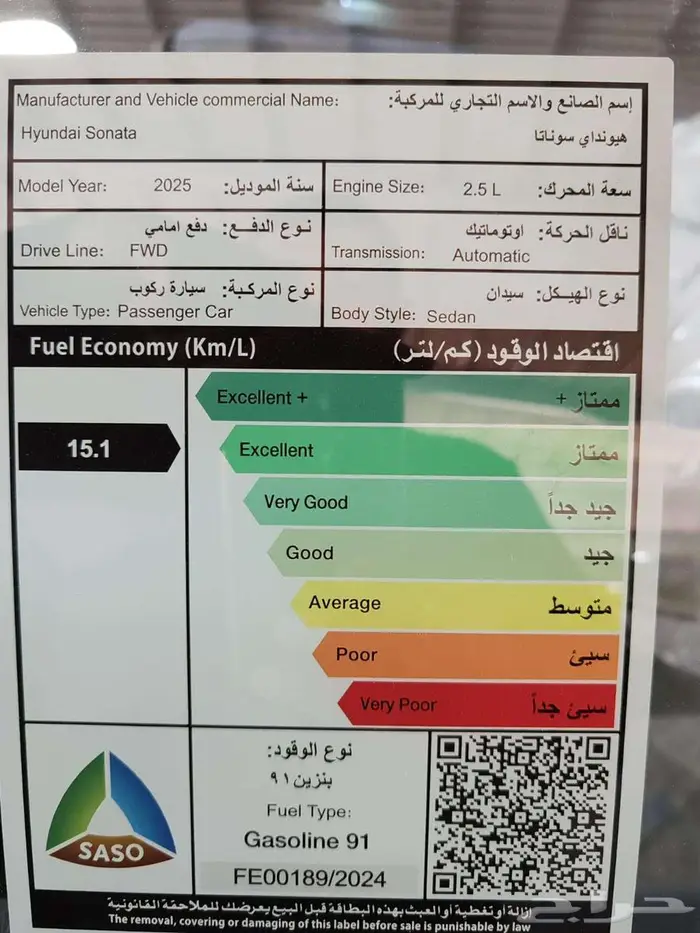 Manufacturer and Vehicle commercial Name: إسم الصانع والاسم التجاري للمركبة:
Hyundai Sonata هيونداي سوناتا
Model Year: 2025 سنة الموديل: Engine Size: 2.5 L سعة المحرك:
نوع الدفع: دفع امامي ناقل الحركة: اوتوماتيك
Drive Line: FWD Transmission: Automatic
نوع المركبة: سيارة ركوب نوع الهيكل: سيدان
Vehicle Type: Passenger Car Body Style: Sedan
Fuel Economy (Km/L) اقتصاد الوقود (كم/لتر)
Excellent + ممتاز +
15.1 Excellent ممتاز
Very Good جيد جداً
Good جيد
Average متوسط
Poor سيئ
Very Poor سيئ جداً
نوع الوقود:
بنزين ٩١
Fuel Type:
Gasoline 91
FE00189/2024
SASO
إزالة أو تغطية أو العبث بهذه البطاقة قبل البيع يعرضك للملاحقة القانونية
The removal, covering or damaging of this label before sale is punishable by law
حراج